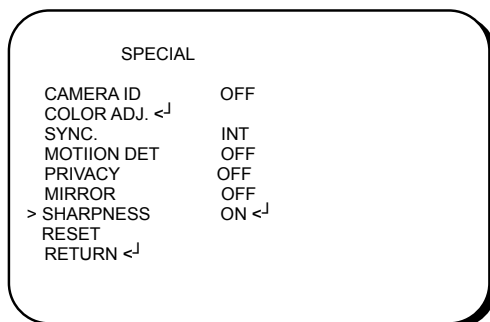 SPECIAL
CAMERA ID OFF
COLOR ADJ. <┘
SYNC. INT
MOTIION DET OFF
PRIVACY OFF
MIRROR OFF
> SHARPNESS ON <┘
RESET
RETURN <┘